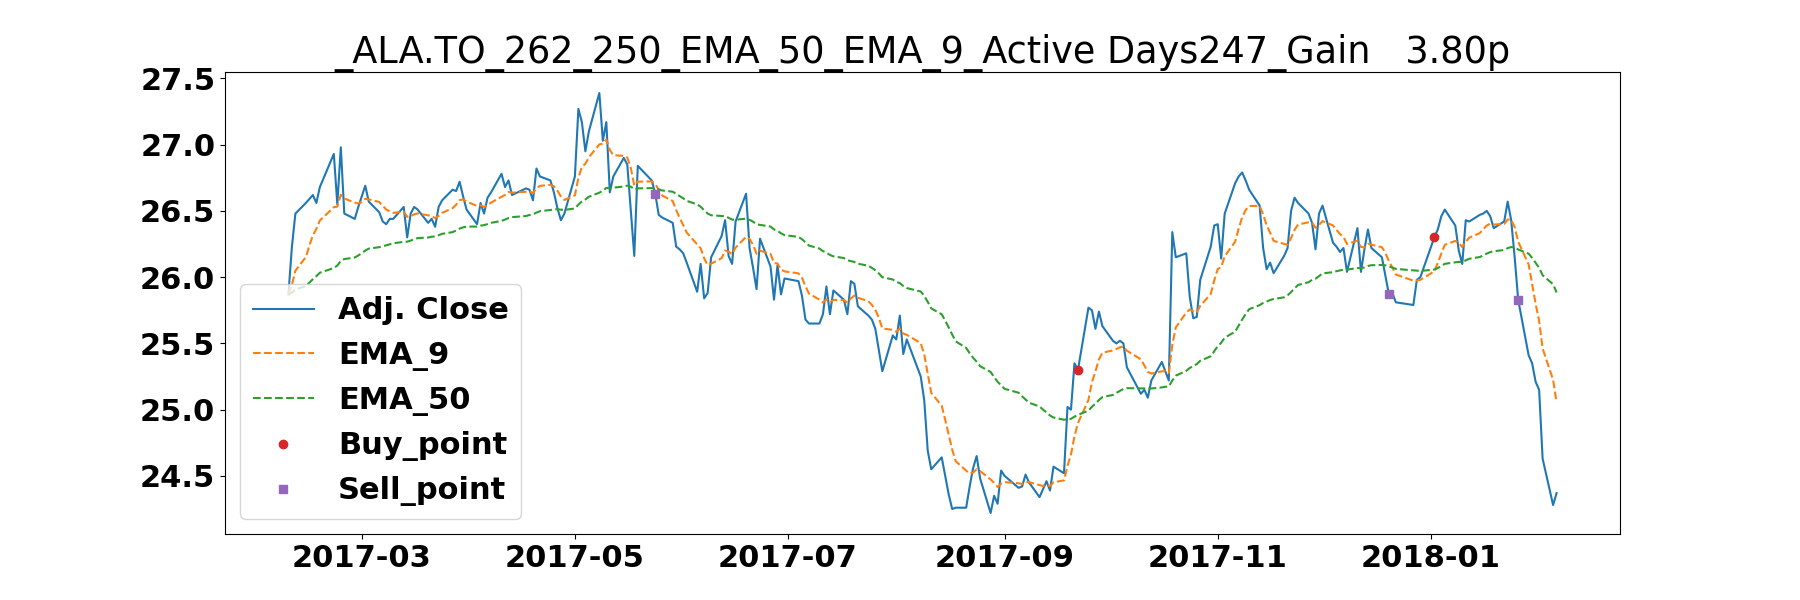 _ALA.TO_262_250_EMA_50_EMA_9_Active Days247_Gain   3.80p
27.5
27.0
26.5
26.0
25.5
25.0
24.5
Adj. Close
EMA_9
EMA_50
Buy_point
Sell_point
2017-03 2017-05 2017-07 2017-09 2017-11 2018-01